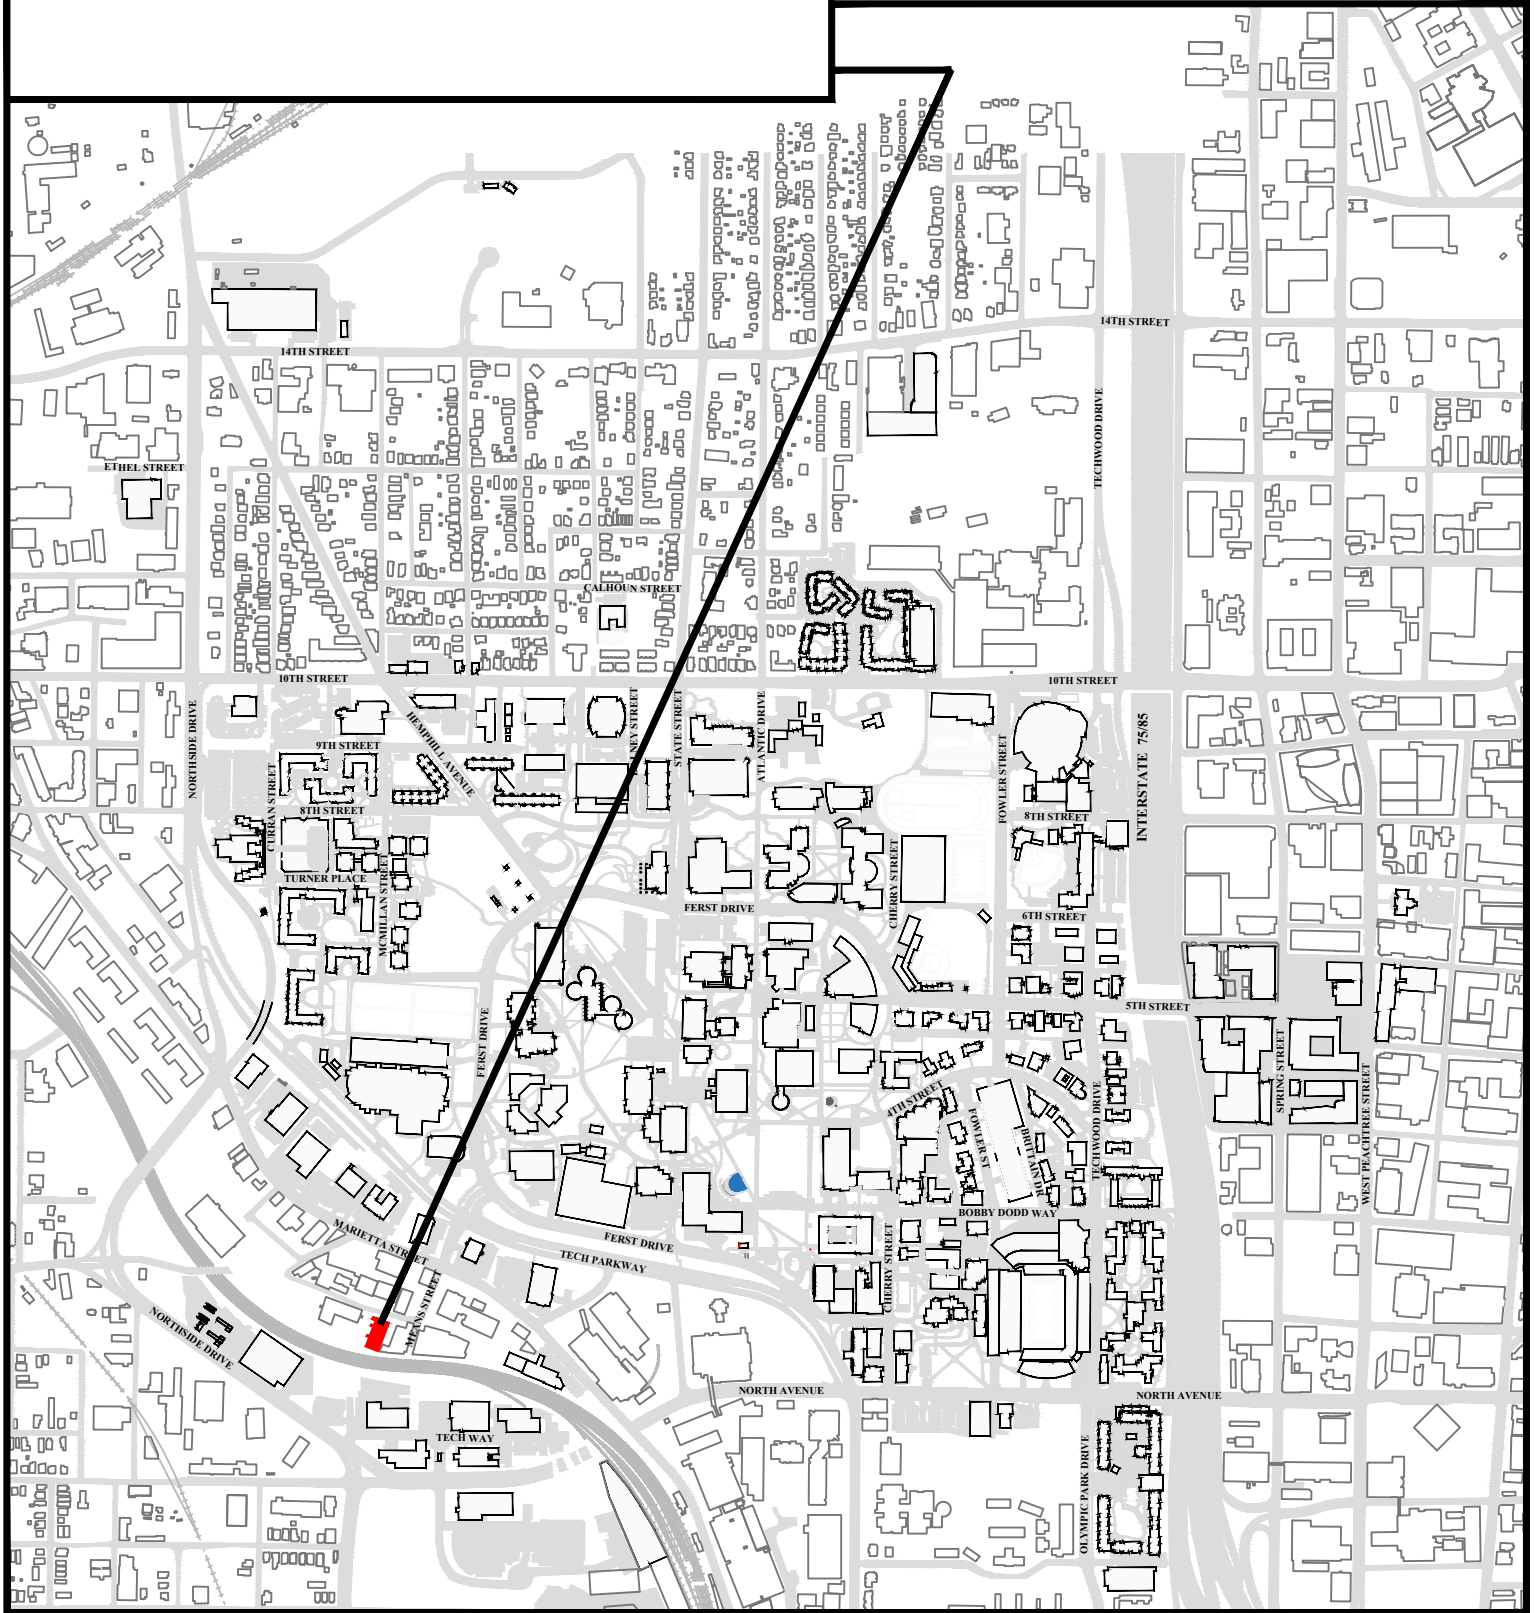 14TH STREET
14TH STREET
TECHWOOD DRIVE
ETHEL STREET
CALHOUN STREET
10TH STREET
10TH STREET
NORTHSIDE DRIVE
HEMPHILL AVENUE
STATE STREET
ATLANTIC DRIVE
INTERSTATE 75/85
9TH STREET
FOWLER STREET
CURRAN STREET
8TH STREET
8TH STREET
TURNER PLACE
MCMILLAN STREET
CHERRY STREET
FERST DRIVE
6TH STREET
5TH STREET
FERST DRIVE
SPRING STREET
WEST PEACHTREE STREET
4TH STREET
FOWLER ST
BRITTAIN DR
TECHWOOD DRIVE
BOBBY DODD WAY
MARIETTA STREET
FERST DRIVE
TECH PARKWAY
CHERRY STREET
MEANS STREET
NORTHSIDE DRIVE
NORTH AVENUE
NORTH AVENUE
TECH WAY
OLYMPIC PARK DRIVE